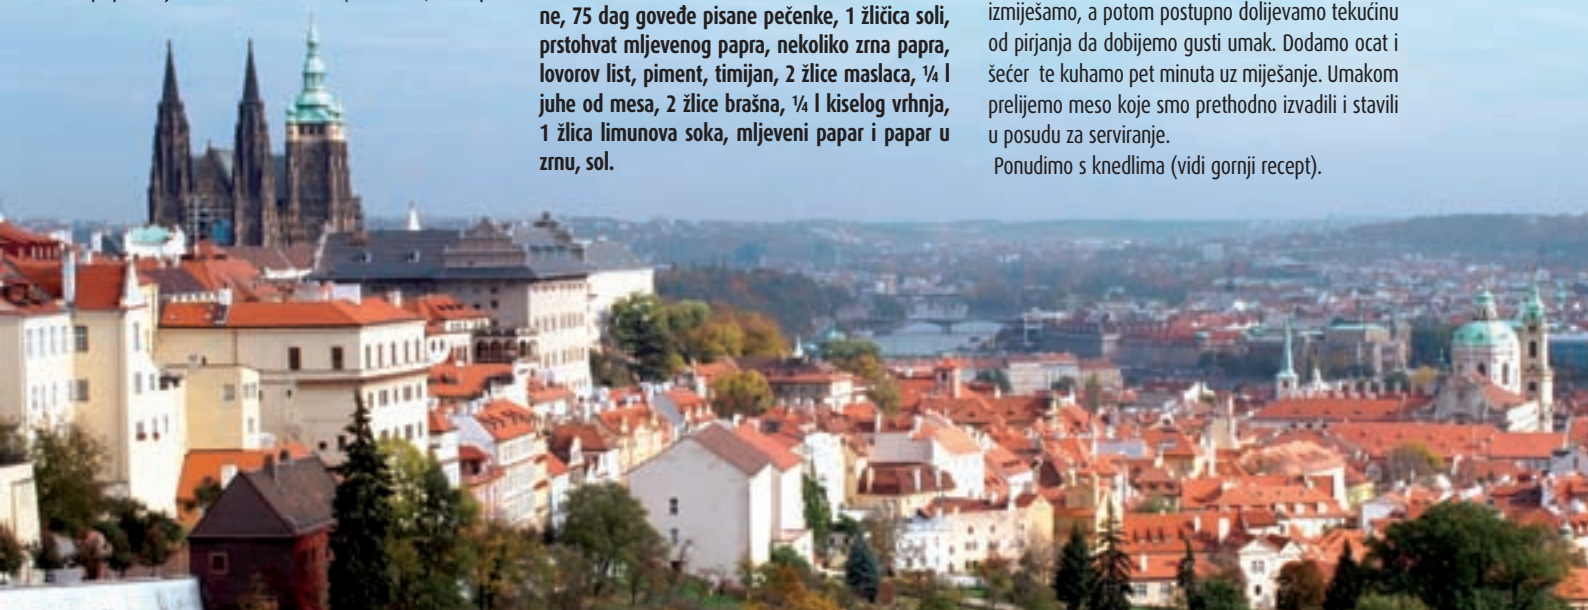 ne, 75 dag goveđe pisane pečenke, 1 žličica soli,
prstohvat mljevenog papra, nekoliko zrna papra,
lovorov list, piment, timijan, 2 žlice maslaca, ¼ l
juhe od mesa, 2 žlice brašna, ¼ l kiselog vrhnja,
1 žlica limunova soka, mljeveni papar i papar u
zrnu, sol.
izmiješamo, a potom postupno dolijevamo tekućinu
od pirjanja da dobijemo gusti umak. Dodamo ocat i
šećer te kuhamo pet minuta uz miješanje. Umakom
prelijemo meso koje smo prethodno izvadili i stavili
u posudu za serviranje.
Ponudimo s knedlima (vidi gornji recept).